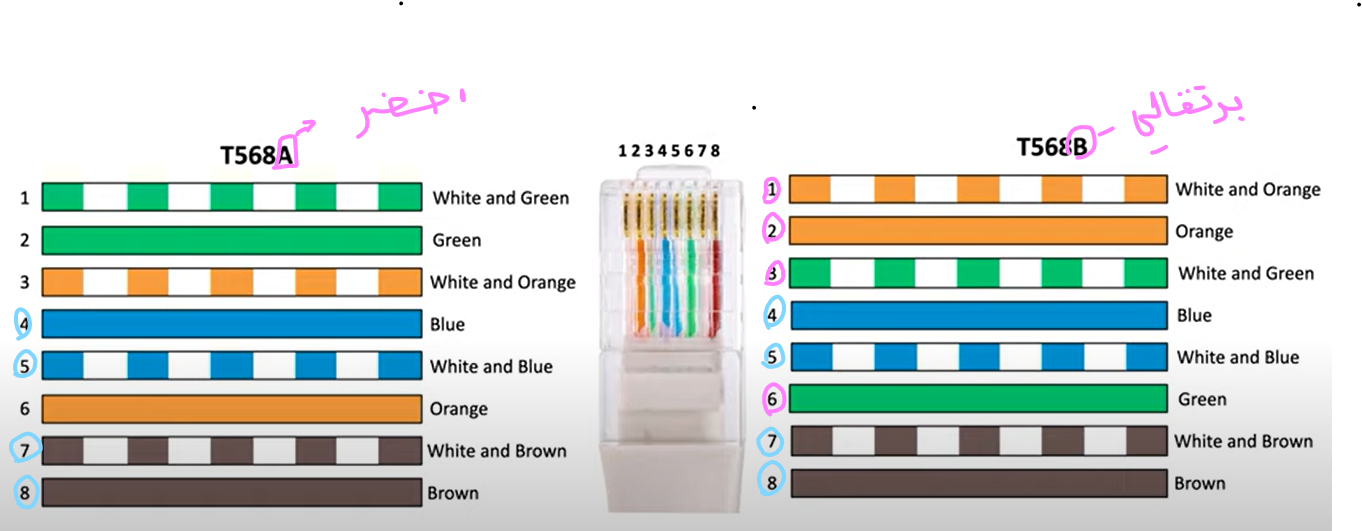 اخضر
برتقالي
T568A
1 White and Green
2 Green
3 White and Orange
4 Blue
5 White and Blue
6 Orange
7 White and Brown
8 Brown
1 2 3 4 5 6 7 8
T568B
1 White and Orange
2 Orange
3 White and Green
4 Blue
5 White and Blue
6 Green
7 White and Brown
8 Brown